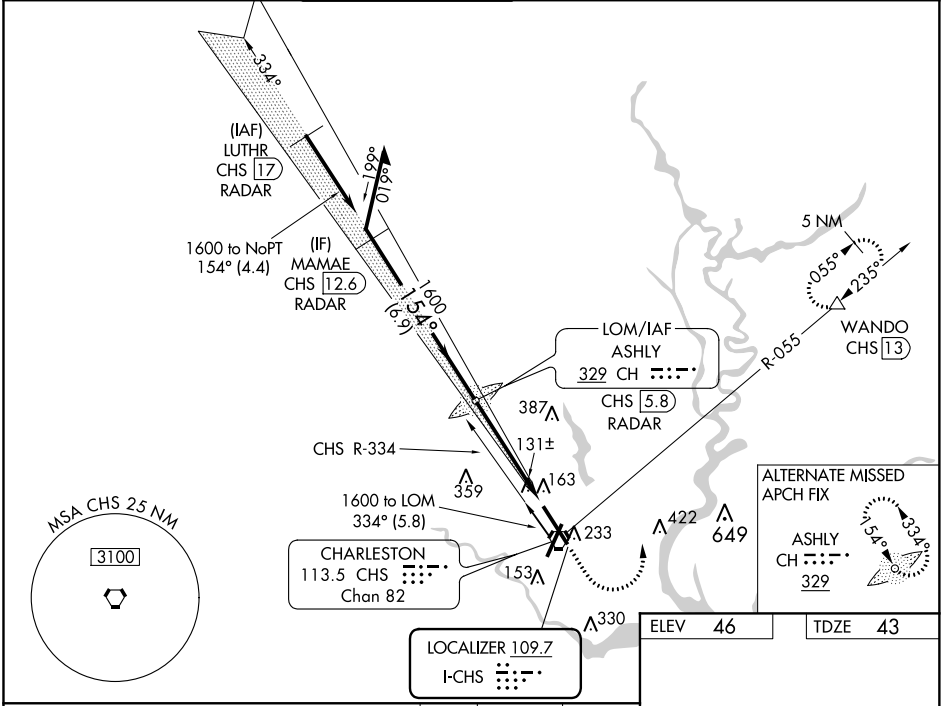 334°
(IAF)
LUTHR
CHS 17
RADAR
199°
019°
1600 to NoPT
154° (4.4)
(IF)
MAMAE
CHS 12.6
RADAR
1600
154°
(6.9)
5 NM
055°
235°
WANDO
CHS 13
R-055
LOM/IAF
ASHLY
329 CH
CHS 5.8
RADAR
387
131±
163
CHS R-334
359
1600 to LOM
334° (5.8)
233
422
649
153
330
MSA CHS 25 NM
3100
CHARLESTON
113.5 CHS
Chan 82
LOCALIZER 109.7
I-CHS
ALTERNATE MISSED
APCH FIX
ASHLY
CH
329
154°
334°
ELEV 46
TDZE 43